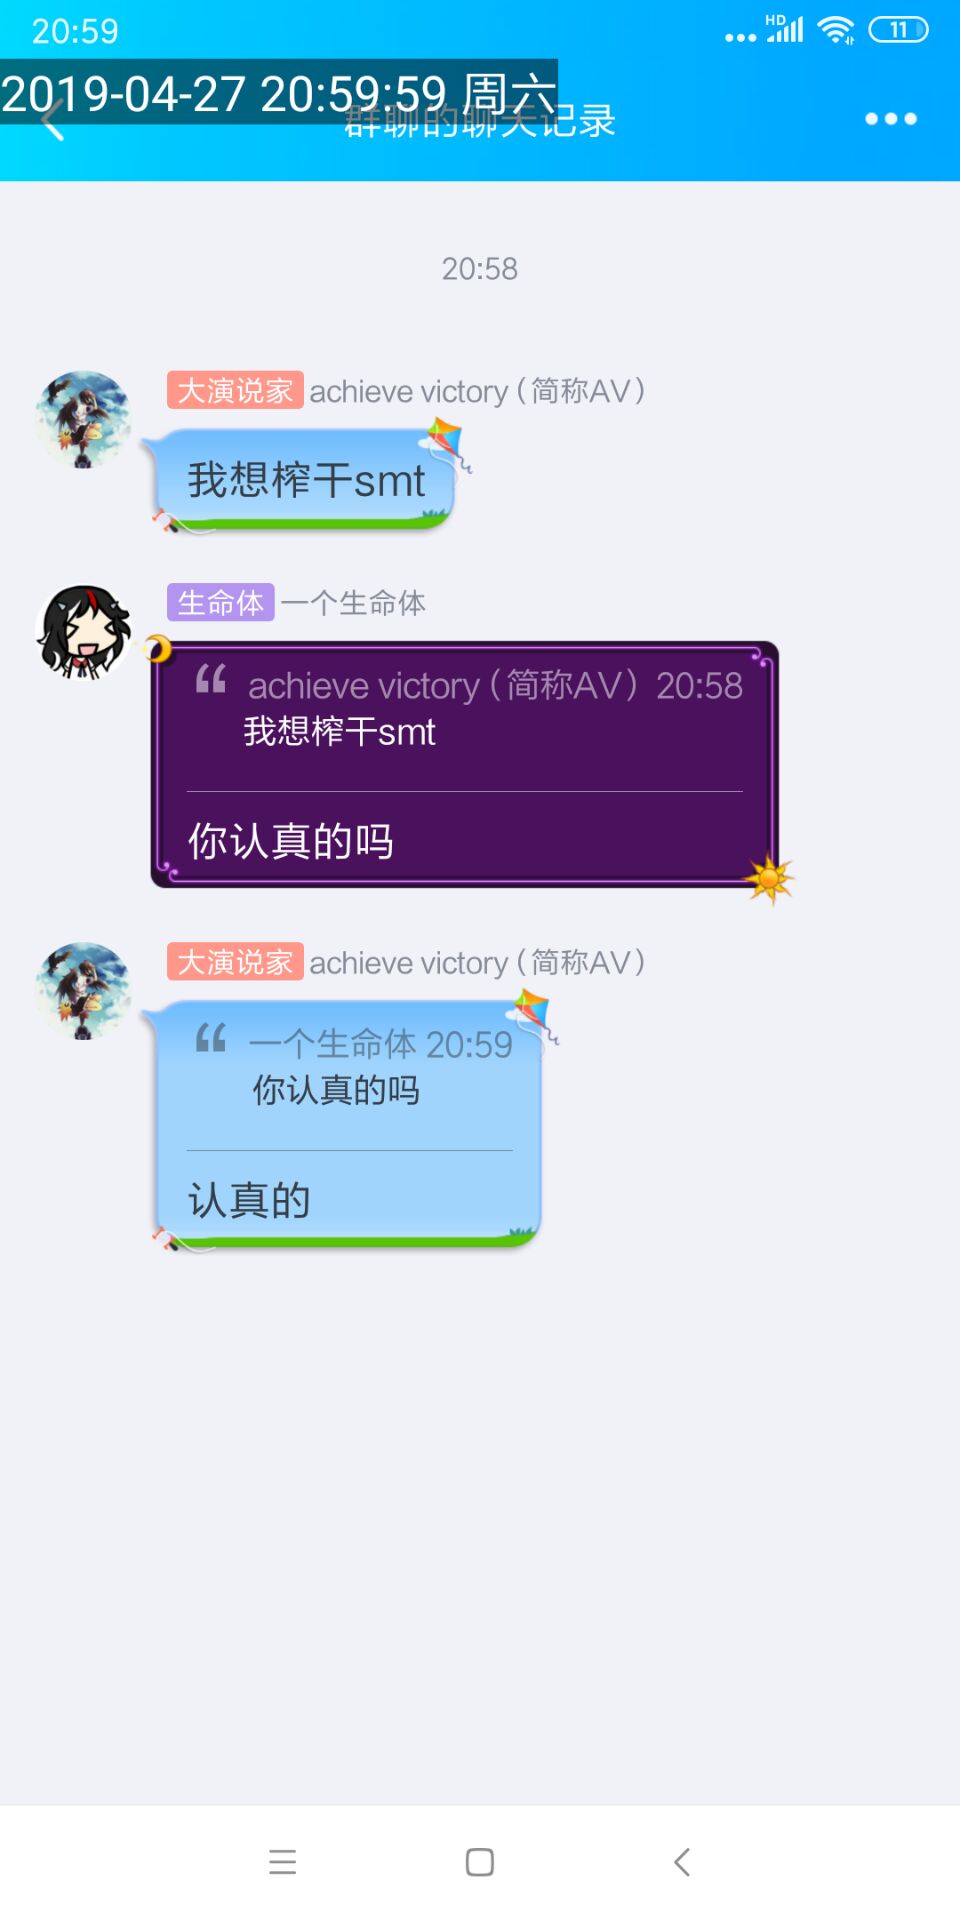 20:59
HD
11
2019-04-27 20:59:59 周六
群聊的聊天记录
20:58
大演说家 achieve victory（简称AV）
我想榨干smt
生命体 一个生命体
“ achieve victory（简称AV）20:58
我想榨干smt
你认真的吗
大演说家 achieve victory（简称AV）
“ 一个生命体 20:59
你认真的吗
认真的